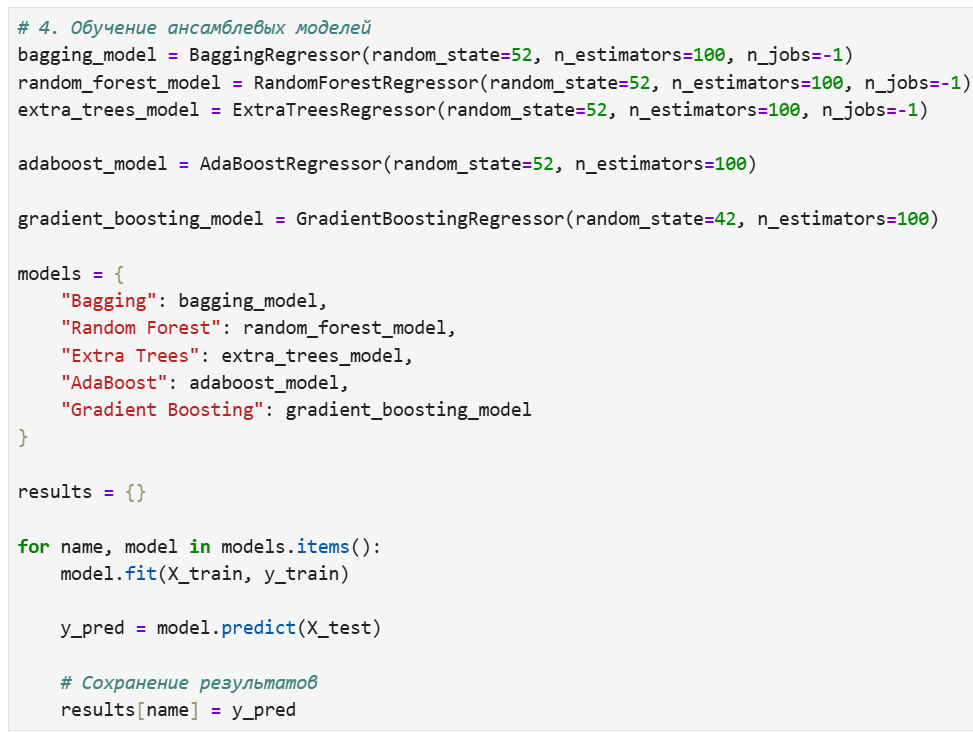 # 4. Обучение ансамблевых моделей
bagging_model = BaggingRegressor(random_state=52, n_estimators=100, n_jobs=-1)
random_forest_model = RandomForestRegressor(random_state=52, n_estimators=100, n_jobs=-1)
extra_trees_model = ExtraTreesRegressor(random_state=52, n_estimators=100, n_jobs=-1)

adaboost_model = AdaBoostRegressor(random_state=52, n_estimators=100)

gradient_boosting_model = GradientBoostingRegressor(random_state=42, n_estimators=100)

models = {
    "Bagging": bagging_model,
    "Random Forest": random_forest_model,
    "Extra Trees": extra_trees_model,
    "AdaBoost": adaboost_model,
    "Gradient Boosting": gradient_boosting_model
}

results = {}

for name, model in models.items():
    model.fit(X_train, y_train)

    y_pred = model.predict(X_test)

    # Сохранение результатов
    results[name] = y_pred